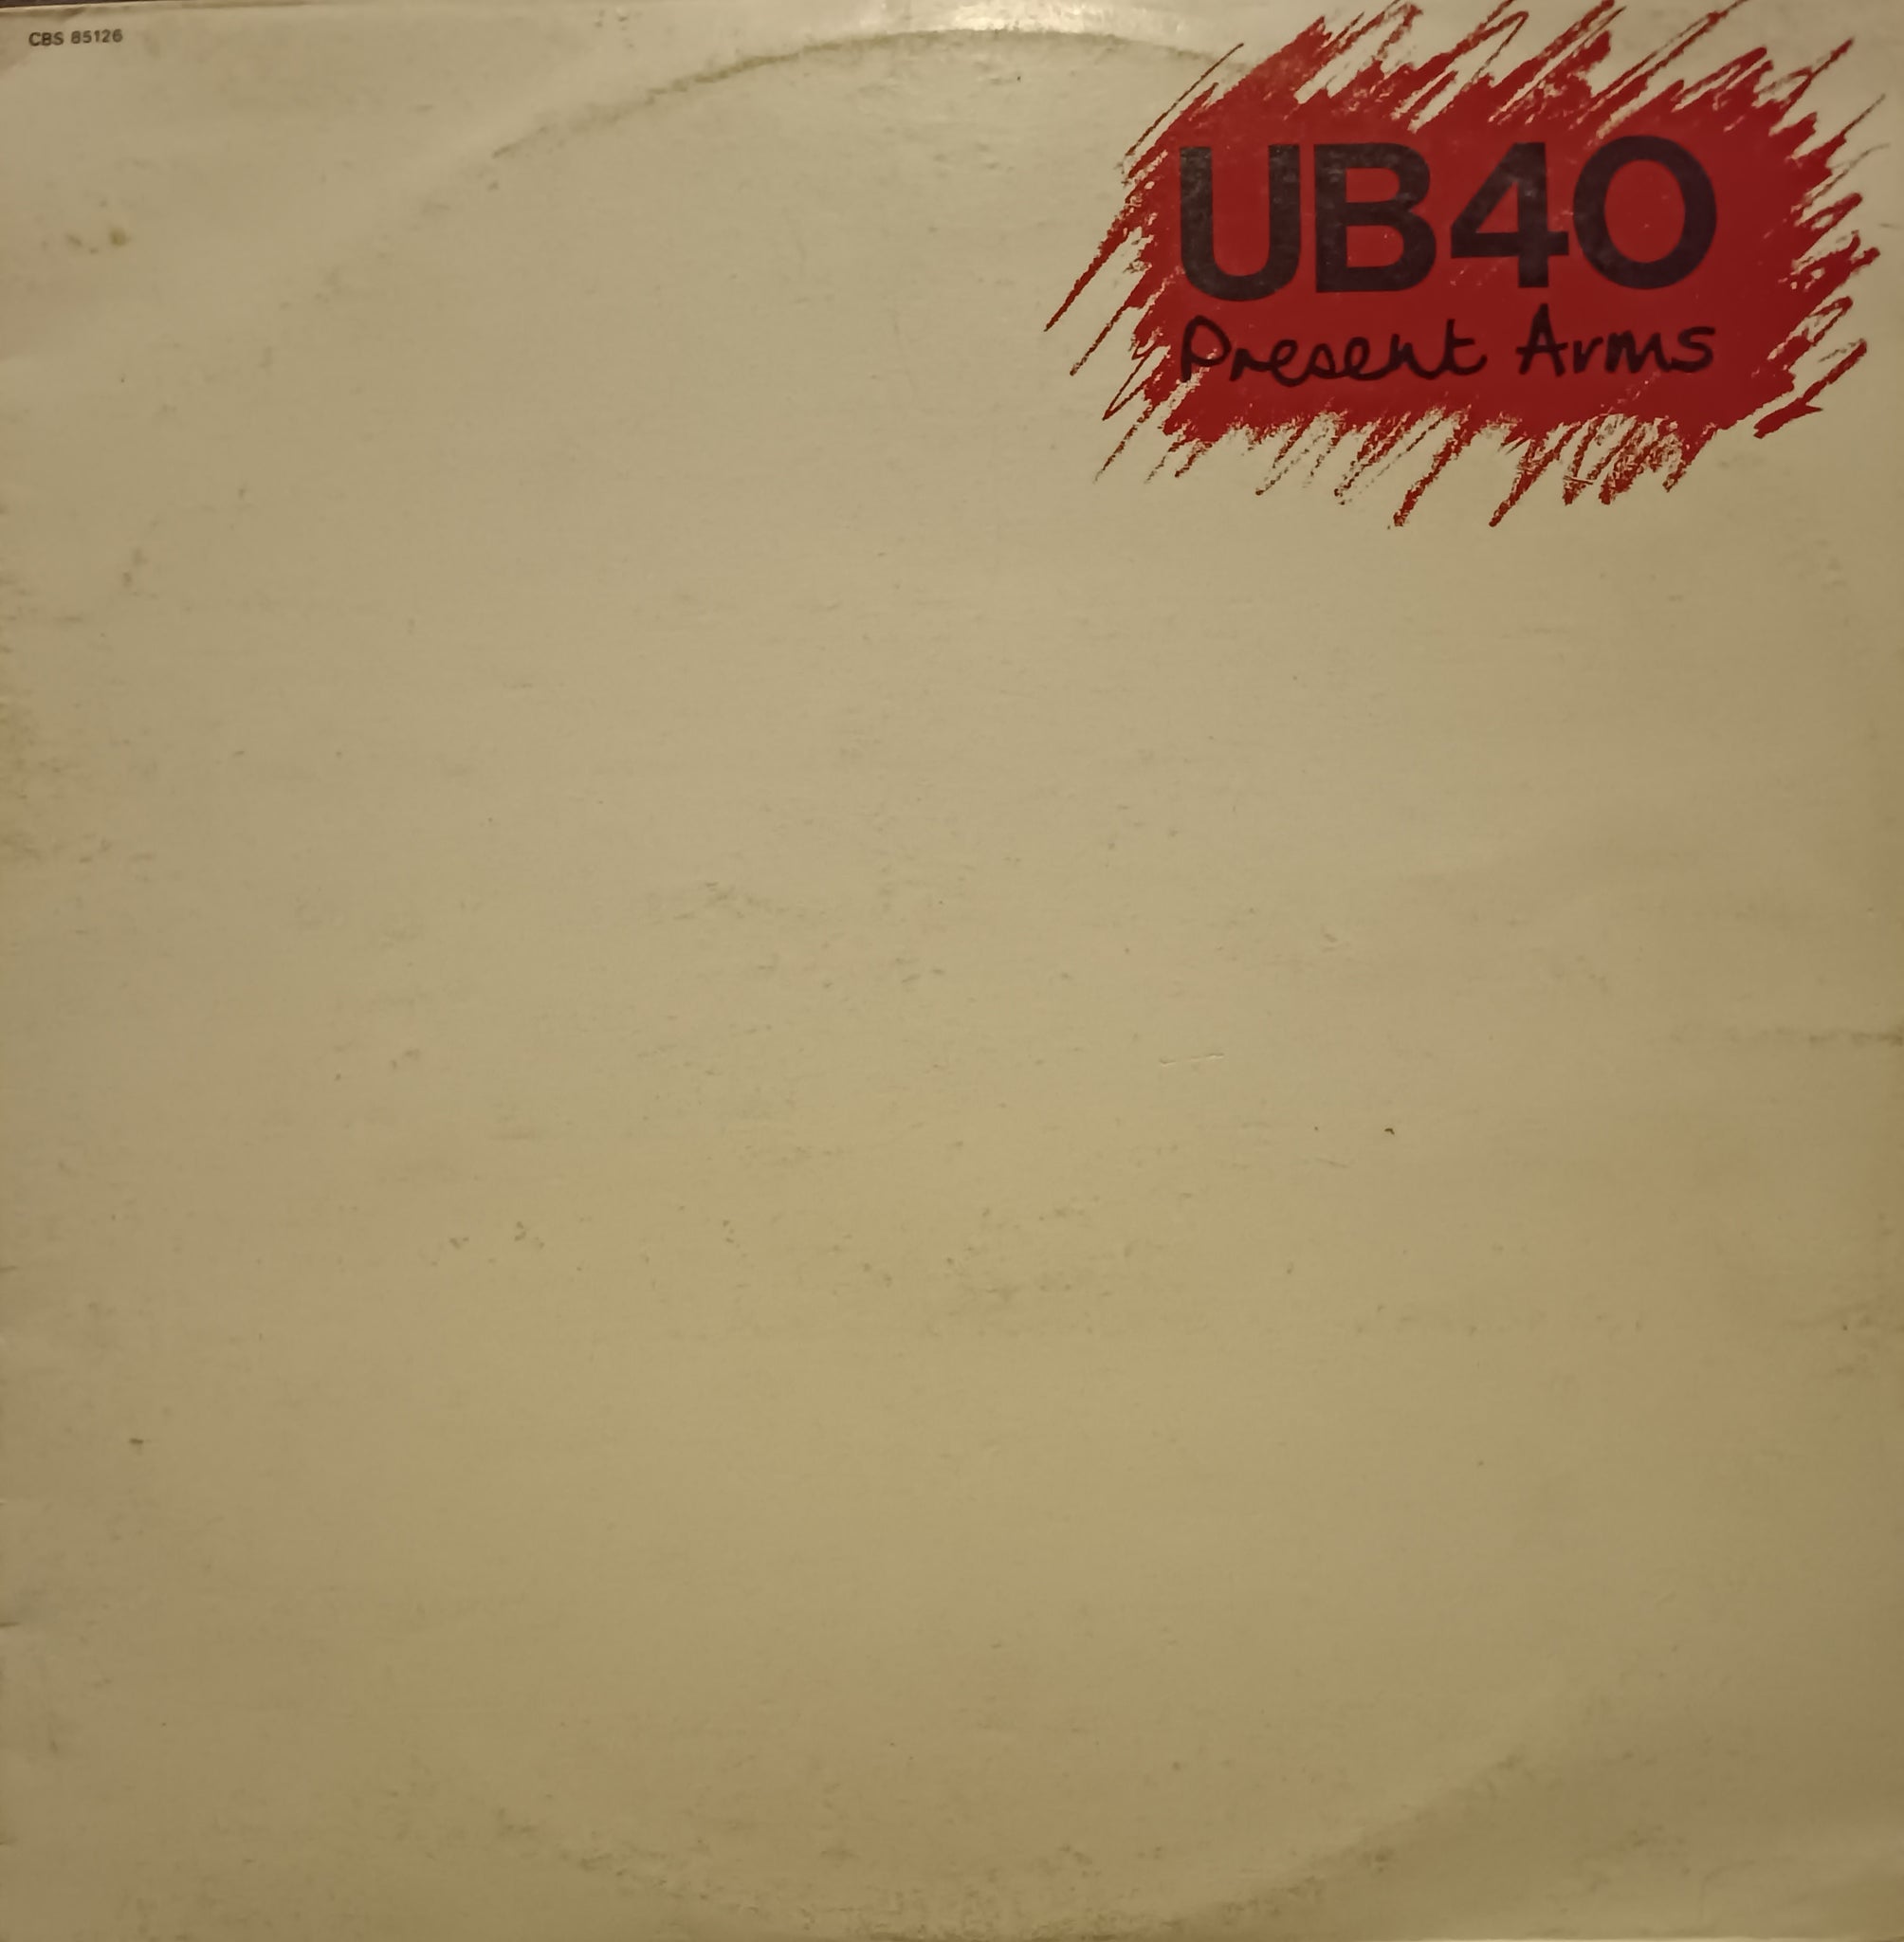 CBS 85126
UB40
Present Arms